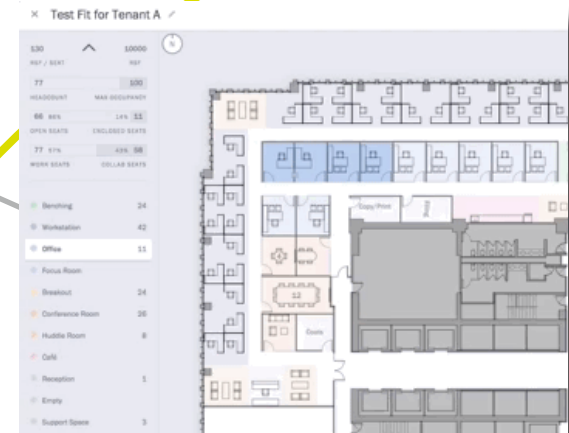 × Test Fit for Tenant A
N
130 10000
RSF / SEAT RSF
77 100
HEADCOUNT MAX OCCUPANCY
66 86% 14% 11
OPEN SEATS ENCLOSED SEATS
77 57% 43% 58
WORK SEATS COLLAB SEATS
Benching 24
Workstation 42
Office 11
Focus Room
Breakout 24
Conference Room 26
Huddle Room 8
Café
Reception 1
Empty
Support Space 3
Copy/Print
12
Coats